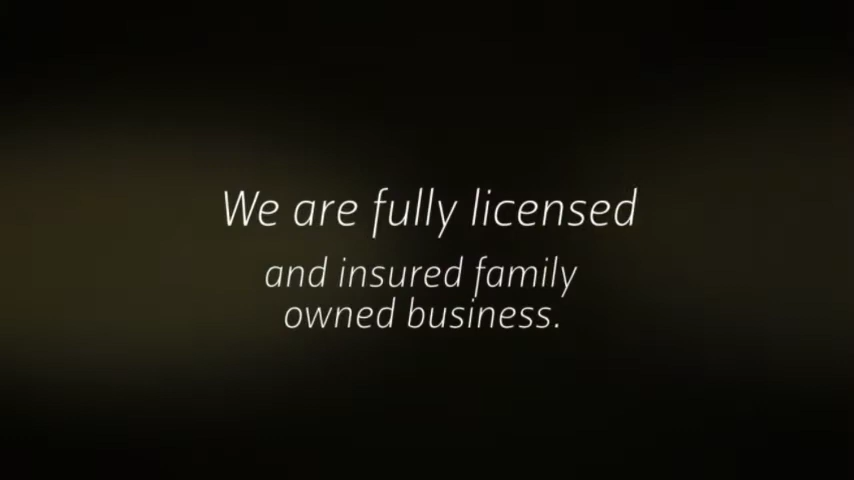 We are fully licensed
and insured family
owned business.